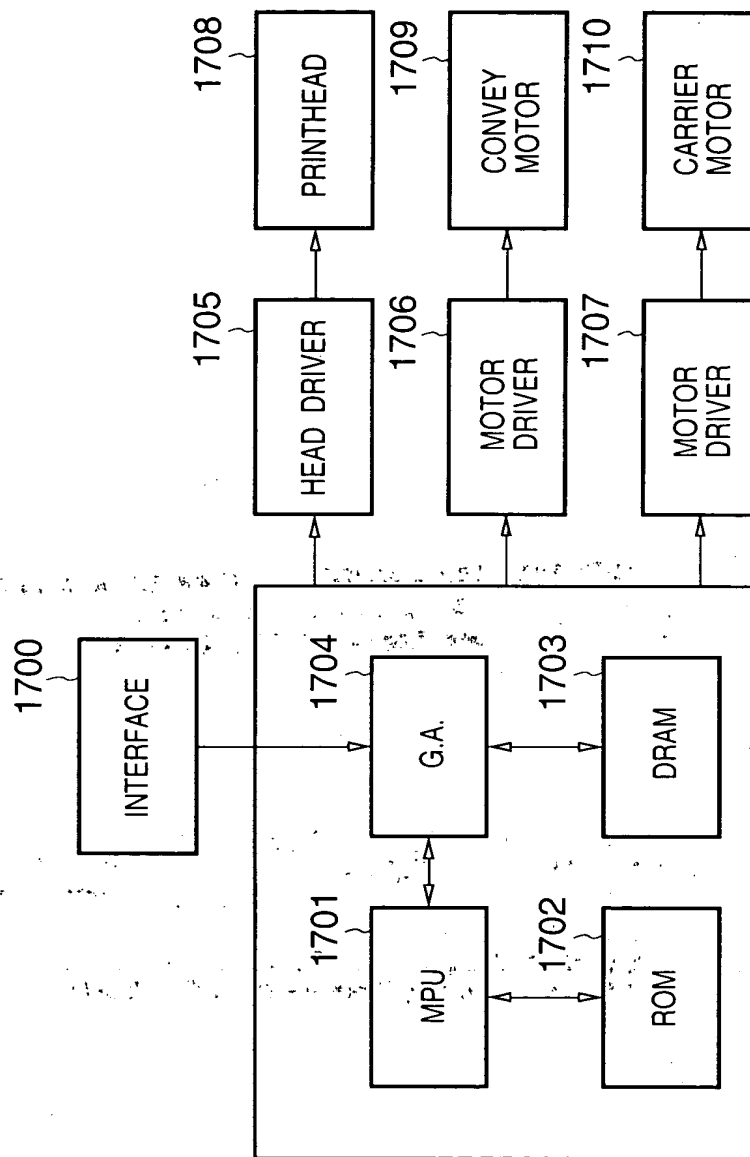 1700
INTERFACE
1701
MPU
1704
G.A.
1702
ROM
1703
DRAM
1705
HEAD DRIVER
1708
PRINTHEAD
1706
MOTOR
DRIVER
1709
CONVEY
MOTOR
1707
MOTOR
DRIVER
1710
CARRIER
MOTOR